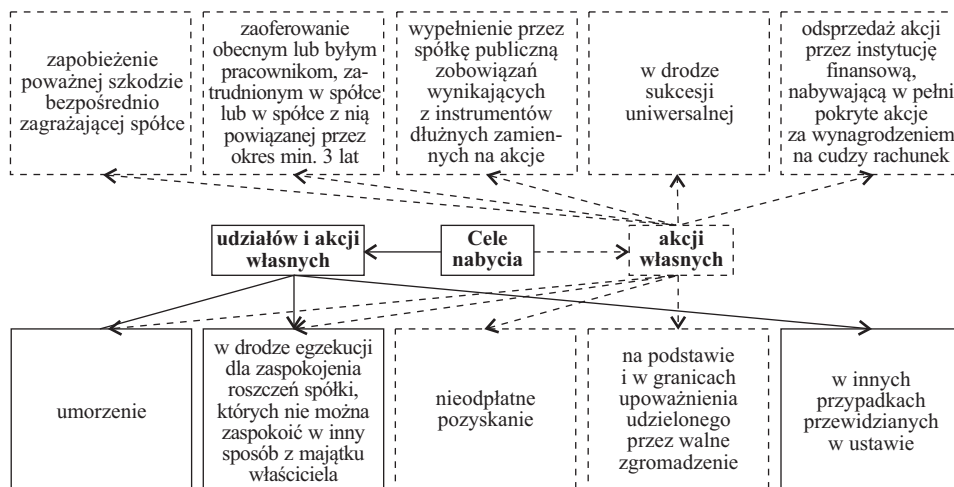 zapobieżenie
poważnej szkodzie
bezpośrednio
zagrażającej spółce
zaoferowanie
obecnym lub byłym
pracownikom, za-
trudnionym w spółce
lub w spółce z nią
powiązanej przez
okres min. 3 lat
wypełnienie przez
spółkę publiczną
zobowiązań
wynikających
z instrumentów
dłużnych zamien-
nych na akcje
w drodze
sukcesji
uniwersalnej
odsprzedaż akcji
przez instytucję
finansową,
nabywającą w pełni
pokryte akcje
za wynagrodzeniem
na cudzy rachunek
udziałów i akcji
własnych
Cele
nabycia
akcji
własnych
umorzenie
w drodze egzekucji
dla zaspokojenia
roszczeń spółki,
których nie można
zaspokoić w inny
sposób z majątku
właściciela
nieodpłatne
pozyskanie
na podstawie
i w granicach
upoważnienia
udzielonego
przez walne
zgromadzenie
w innych
przypadkach
przewidzianych
w ustawie